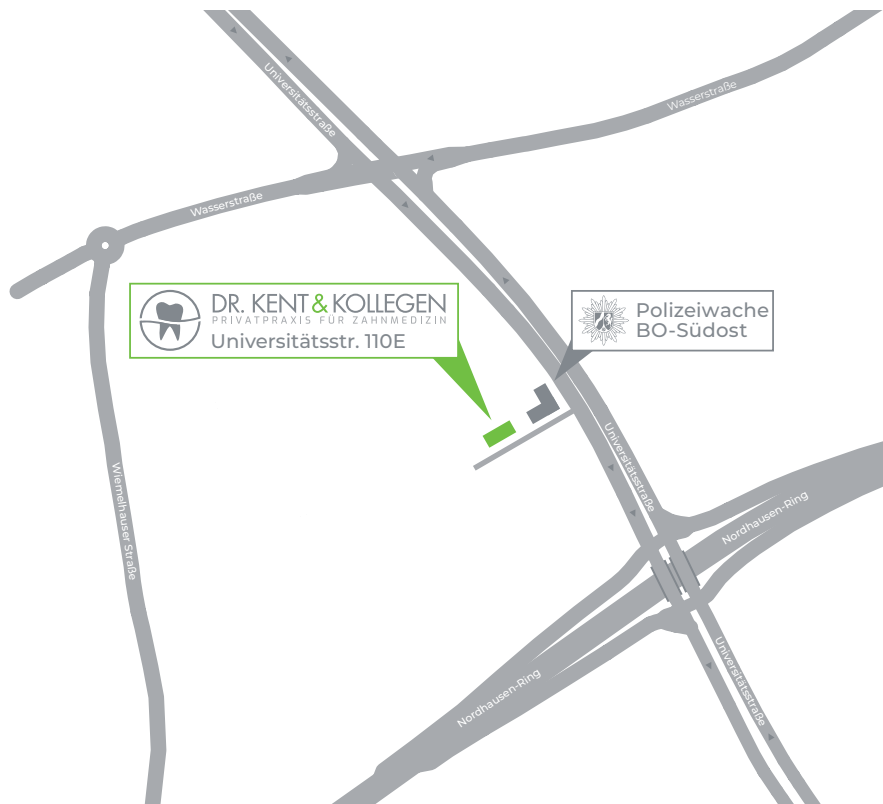 Universitätsstraße
Wasserstraße
Wasserstraße
DR. KENT & KOLLEGEN
PRIVATPRAXIS FÜR ZAHNMEDIZIN
Universitätsstr. 110E
Polizeiwache
BO-Südost
Universitätsstraße
Wiemelhauser Straße
Nordhausen-Ring
Nordhausen-Ring
Universitätsstraße